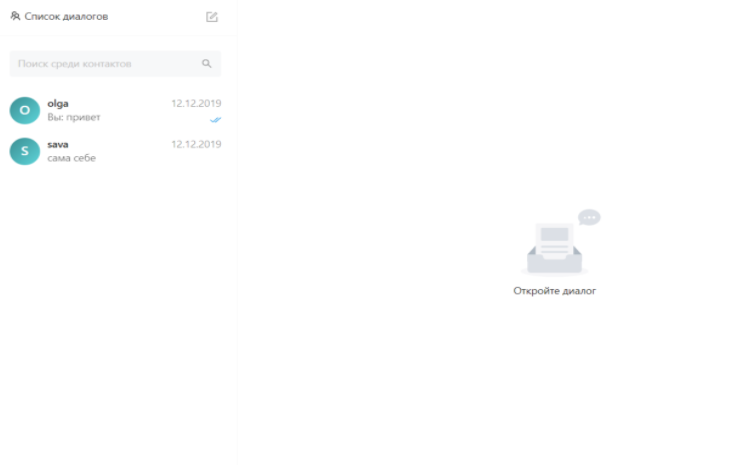 Список диалогов
Поиск среди контактов
O
olga
12.12.2019
Вы: привет
S
sava
12.12.2019
сама себе
Откройте диалог